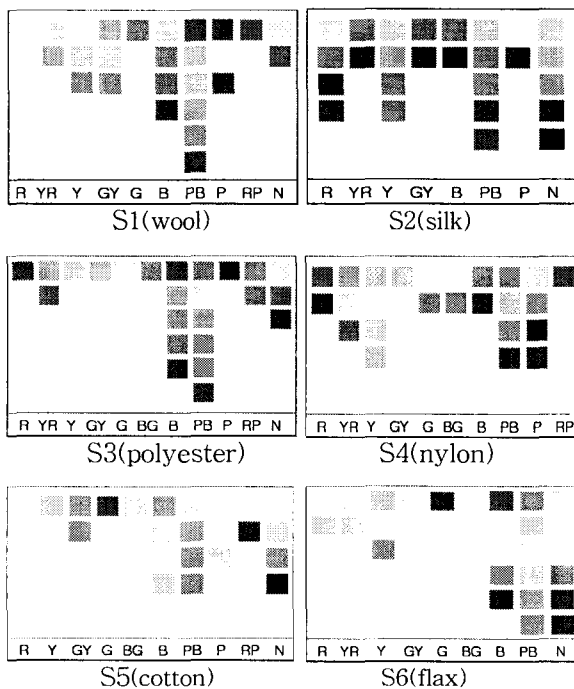 R YR Y GY G B PB P RP N
S1(wool)
R YR Y GY B PB P N
S2(silk)
R YR Y GY G BG B PB P RP N
S3(polyester)
R YR Y GY G BG B PB P RP
S4(nylon)
R Y GY G BG B PB P RP N
S5(cotton)
R YR Y GY G BG B PB N
S6(flax)